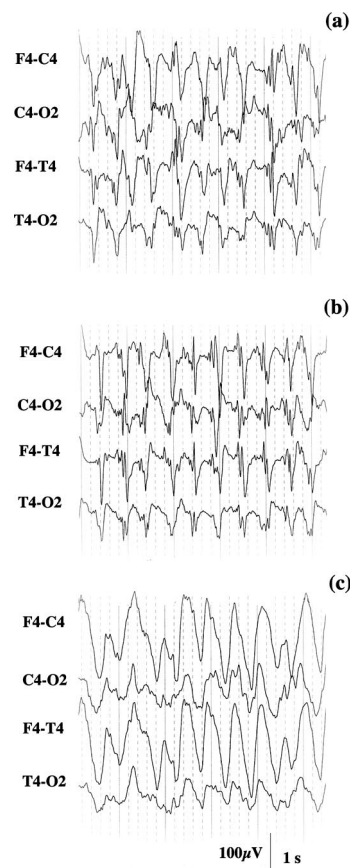 (a)
F4-C4
C4-O2
F4-T4
T4-O2
(b)
F4-C4
C4-O2
F4-T4
T4-O2
(c)
F4-C4
C4-O2
F4-T4
T4-O2
100μV 1 s